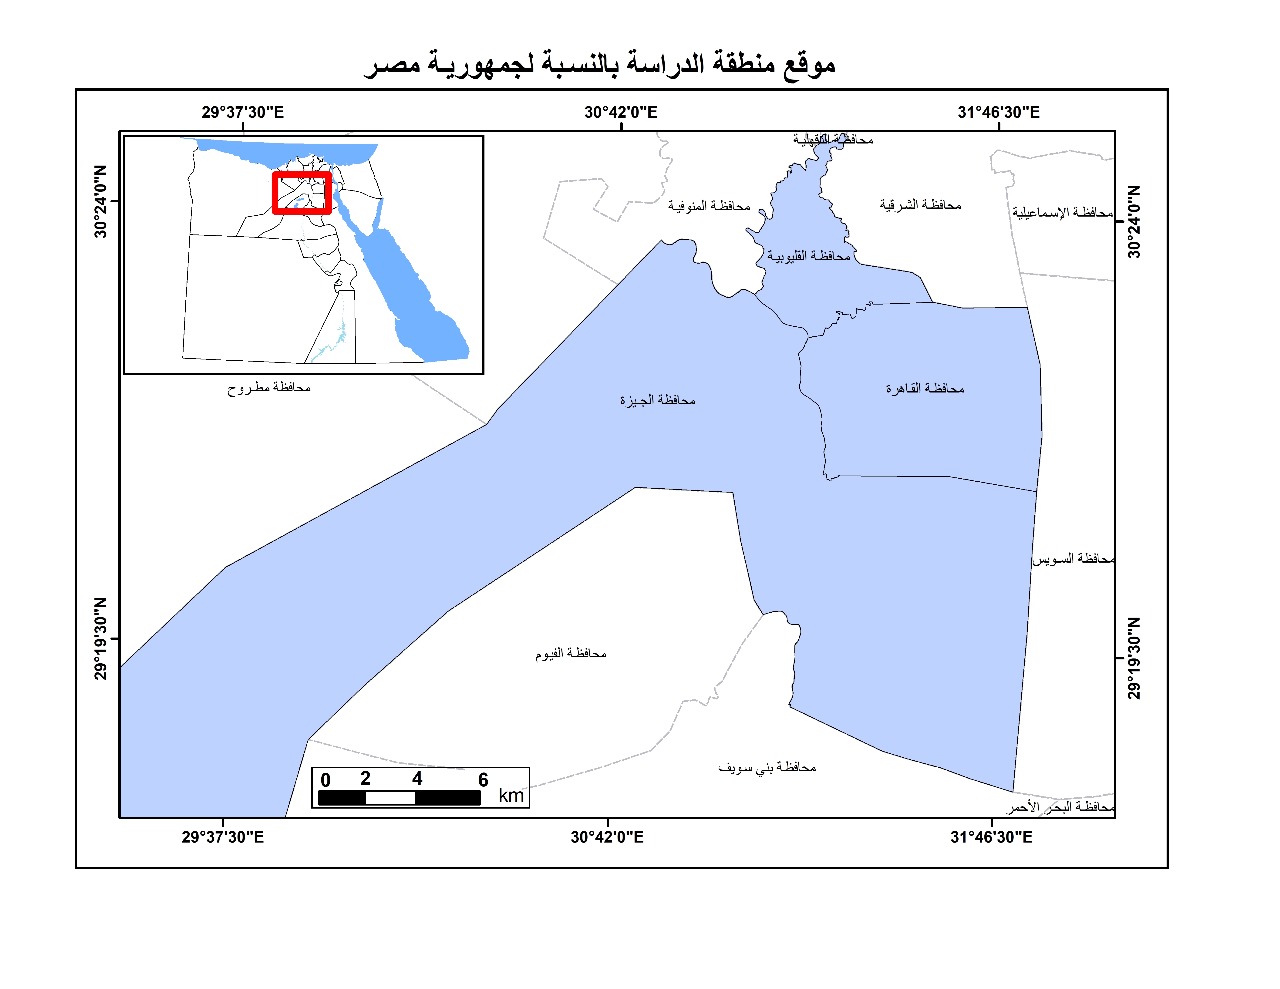 موقع منطقة الدراسة بالنسبة لجمهورية مصر
29°37'30"E 30°42'0"E 31°46'30"E
محافظة الدقهلية
30°24'0"N
30°24'0"N
محافظة المنوفية
محافظة الشرقية
محافظة الإسماعيلية
محافظة القليوبية
محافظة مطروح
محافظة الجيزة
محافظة القاهرة
محافظة السويس
29°19'30"N
29°19'30"N
محافظة الفيوم
محافظة بني سويف
محافظة البحر الأحمر
0 2 4 6
km
29°37'30"E 30°42'0"E 31°46'30"E